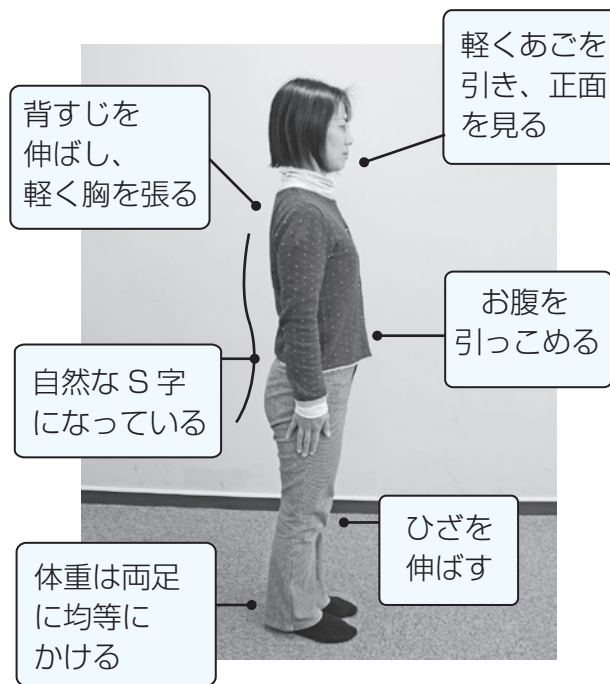 軽くあごを
引き、正面
を見る
背すじを
伸ばし、
軽く胸を張る
お腹を
引っこめる
自然な S 字
になっている
ひざを
伸ばす
体重は両足
に均等に
かける